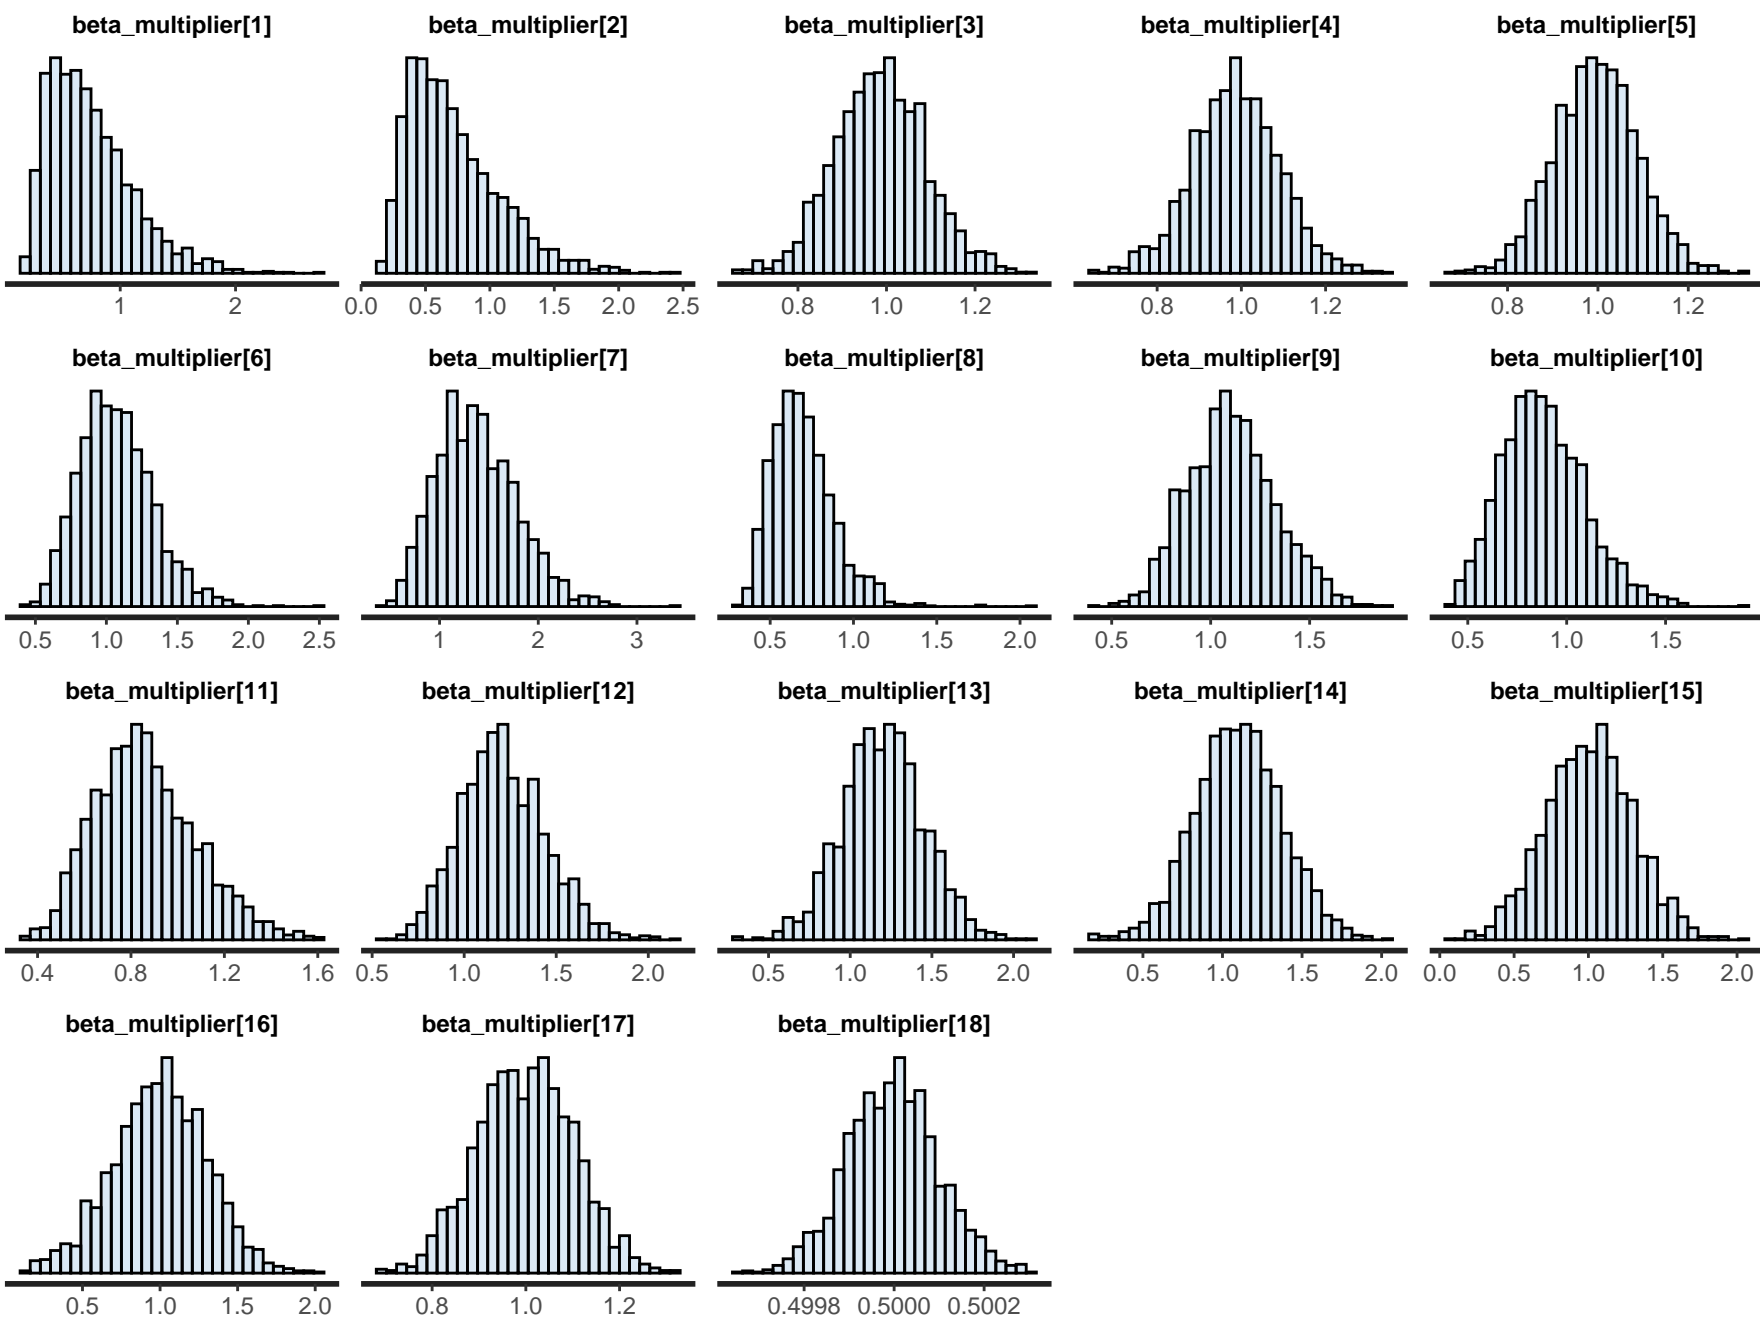 beta_multiplier[1] beta_multiplier[2] beta_multiplier[3] beta_multiplier[4] beta_multiplier[5]
1 2 0.0 0.5 1.0 1.5 2.0 2.5 0.8 1.0 1.2 0.8 1.0 1.2 0.8 1.0 1.2
beta_multiplier[6] beta_multiplier[7] beta_multiplier[8] beta_multiplier[9] beta_multiplier[10]
0.5 1.0 1.5 2.0 2.5 1 2 3 0.5 1.0 1.5 2.0 0.5 1.0 1.5 0.5 1.0 1.5
beta_multiplier[11] beta_multiplier[12] beta_multiplier[13] beta_multiplier[14] beta_multiplier[15]
0.4 0.8 1.2 1.6 0.5 1.0 1.5 2.0 0.5 1.0 1.5 2.0 0.5 1.0 1.5 2.0 0.0 0.5 1.0 1.5 2.0
beta_multiplier[16] beta_multiplier[17] beta_multiplier[18]
0.5 1.0 1.5 2.0 0.8 1.0 1.2 0.4998 0.5000 0.5002